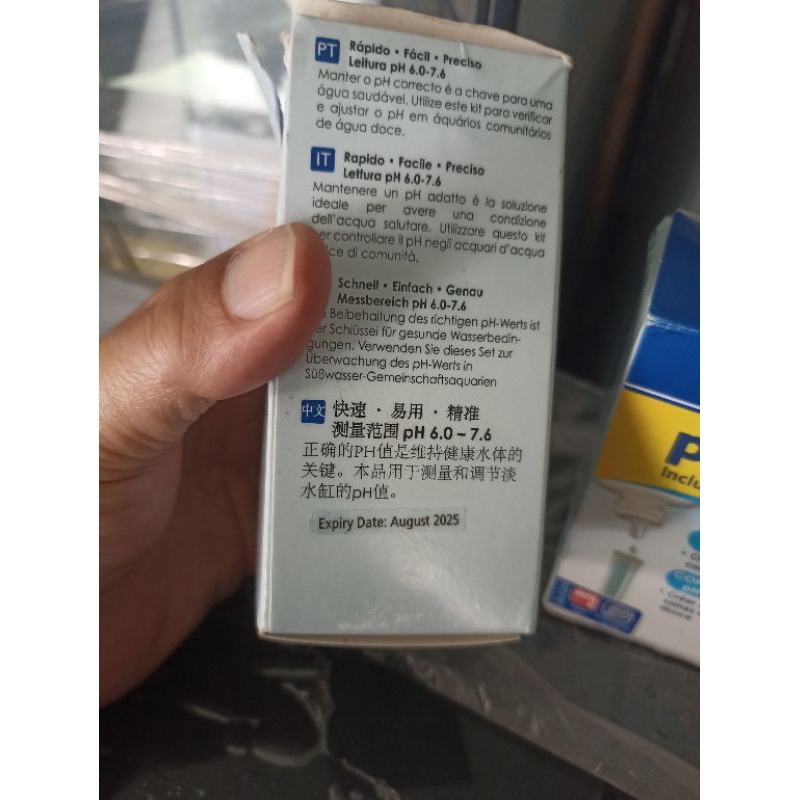 PT
Rápido • Fácil • Preciso
Leitura pH 6.0-7.6
Manter o pH correcto é a chave para uma
água saudável. Utilize este kit para verificar
e ajustar o pH em áquários comunitários
de água doce.
IT
Rapido • Facile • Preciso
Lettura pH 6.0-7.6
Mantenere un pH adatto è la soluzione
ideale per avere una condizione
dell'acqua salutare. Utilizzare questo kit
er controllare il pH negli acquari d'acqua
ce di comunità.
Schnell • Einfach • Genau
Messbereich pH 6.0-7.6
Beibehaltung des richtigen pH-Werts ist
er Schlüssel für gesunde Wasserbedin-
gungen. Verwenden Sie dieses Set zur
Überwachung des pH-Werts in
Süßwasser-Gemeinschaftsaquarien
中文
快速 · 易用 · 精准
测量范围 pH 6.0 – 7.6
正确的PH值是维持健康水体的
关键。本品用于测量和调节淡
水缸的pH值。
Expiry Date: August 2025
P
Inclu